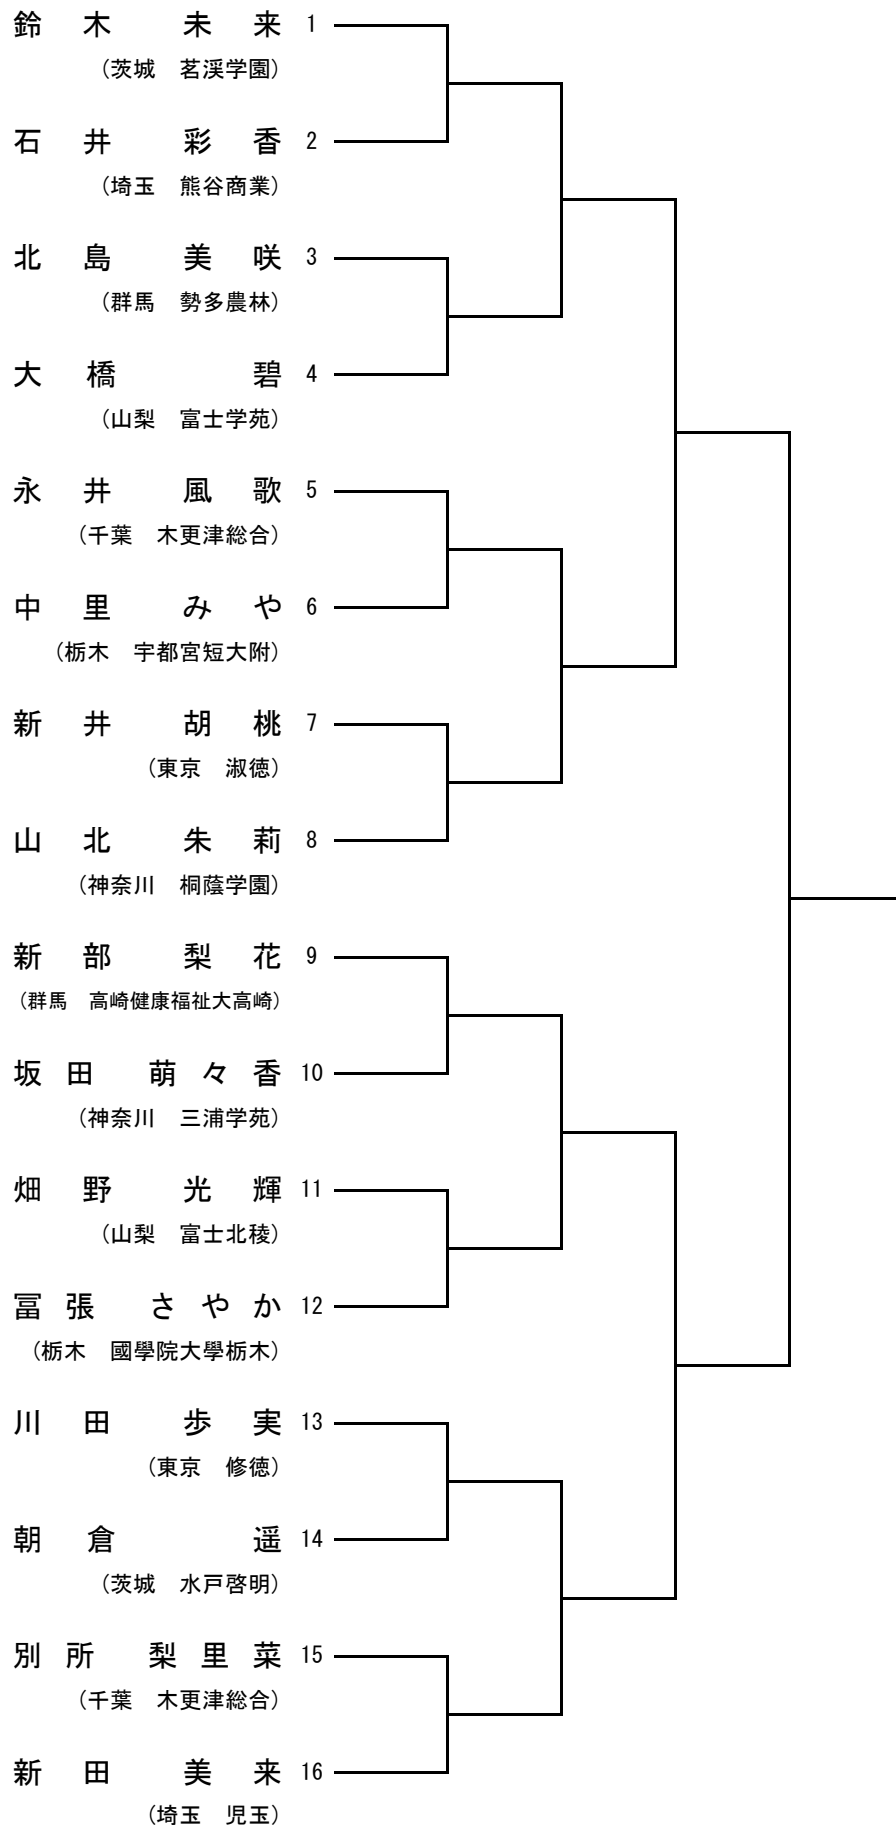 鈴木 未来 1
(茨城 茗渓学園)
石井 彩香 2
(埼玉 熊谷商業)
北島 美咲 3
(群馬 勢多農林)
大橋 碧 4
(山梨 富士学苑)
永井 風歌 5
(千葉 木更津総合)
中里 みや 6
(栃木 宇都宮短大附)
新井 胡桃 7
(東京 淑徳)
山北 朱莉 8
(神奈川 桐蔭学園)
新部 梨花 9
(群馬 高崎健康福祉大高崎)
坂田 萌々香 10
(神奈川 三浦学苑)
畑野 光輝 11
(山梨 富士北稜)
冨張 さやか 12
(栃木 國學院大學栃木)
川田 歩実 13
(東京 修徳)
朝倉 遥 14
(茨城 水戸啓明)
別所 梨里菜 15
(千葉 木更津総合)
新田 美来 16
(埼玉 児玉)